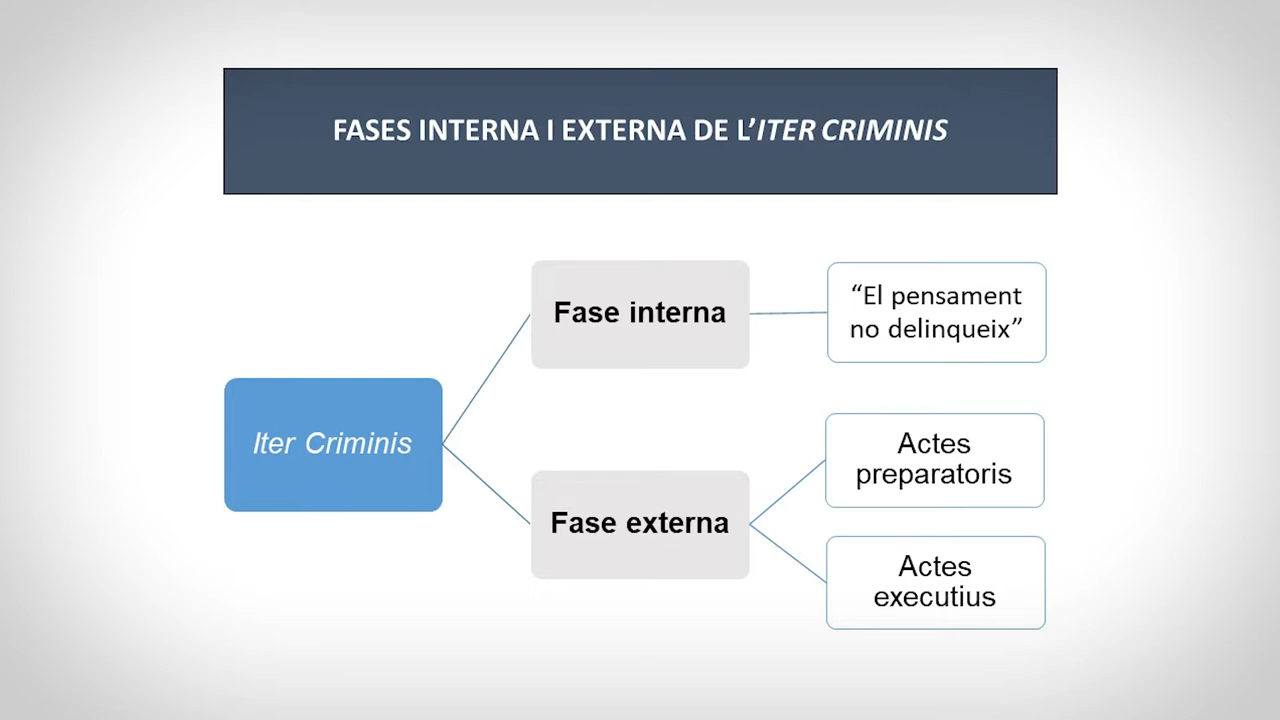 FASES INTERNA I EXTERNA DE L’ITER CRIMINIS
Iter Criminis
Fase interna
“El pensament
no delinqueix”
Fase externa
Actes
preparatoris
Actes
executius